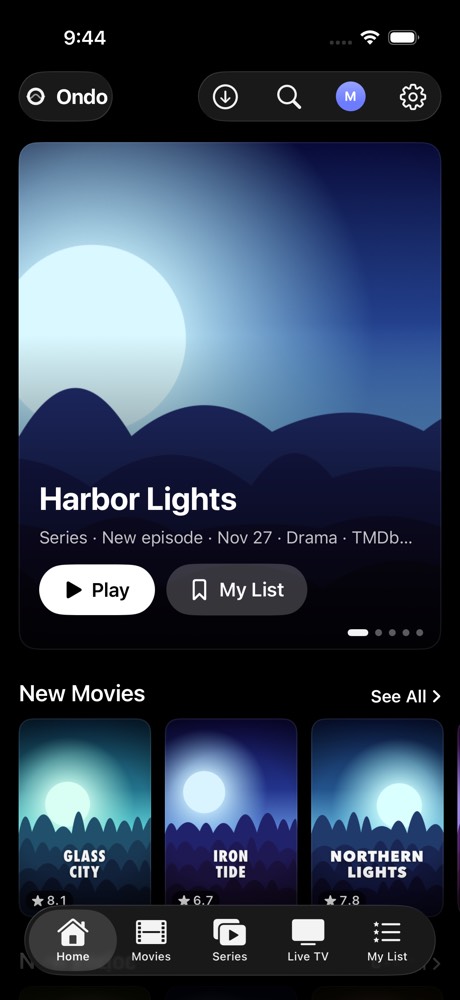 9:44
Ondo
M
Harbor Lights
Series · New episode · Nov 27 · Drama · TMDb...
Play
My List
New Movies
See All
GLASS
CITY
IRON
TIDE
NORTHERN
LIGHTS
8.1
6.7
7.8
Home
Movies
Series
Live TV
My List